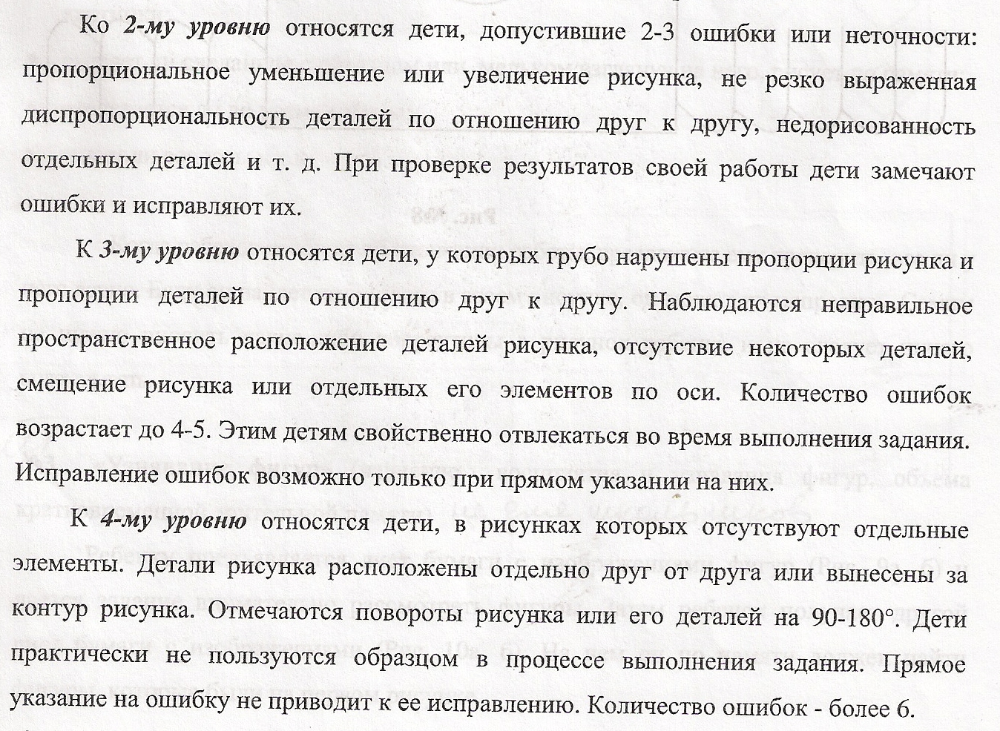 Ко 2-му уровню относятся дети, допустившие 2-3 ошибки или неточности:
пропорциональное уменьшение или увеличение рисунка, не резко выраженная
диспропорциональность деталей по отношению друг к другу, недорисованность
отдельных деталей и т. д. При проверке результатов своей работы дети замечают
ошибки и исправляют их.
К 3-му уровню относятся дети, у которых грубо нарушены пропорции рисунка и
пропорции деталей по отношению друг к другу. Наблюдаются неправильное
пространственное расположение деталей рисунка, отсутствие некоторых деталей,
смещение рисунка или отдельных его элементов по оси. Количество ошибок
возрастает до 4-5. Этим детям свойственно отвлекаться во время выполнения задания.
Исправление ошибок возможно только при прямом указании на них.
К 4-му уровню относятся дети, в рисунках которых отсутствуют отдельные
элементы. Детали рисунка расположены отдельно друг от друга или вынесены за
контур рисунка. Отмечаются повороты рисунка или его деталей на 90-180°. Дети
практически не пользуются образцом в процессе выполнения задания. Прямое
указание на ошибку не приводит к ее исправлению. Количество ошибок - более 6.